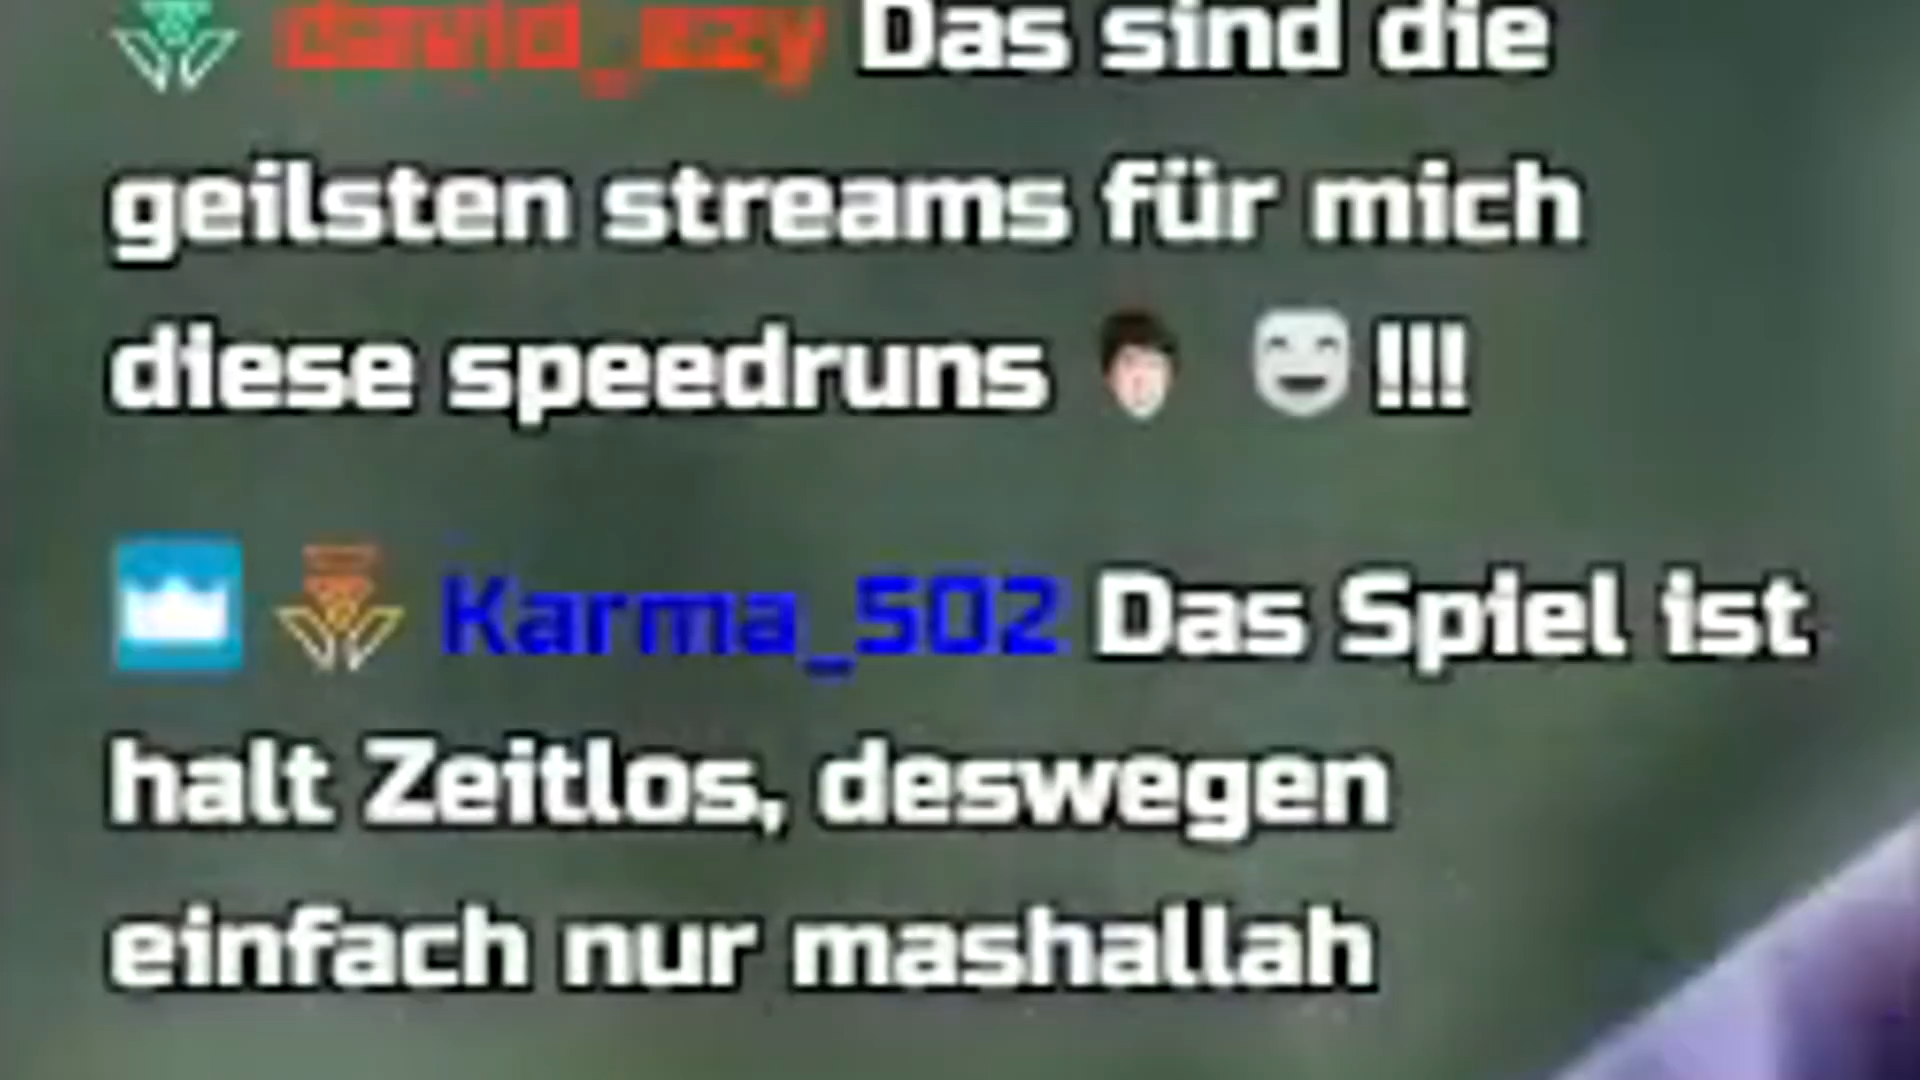 david_ezy Das sind die
geilsten streams für mich
diese speedruns !!!
Karma_502 Das Spiel ist
halt Zeitlos, deswegen
einfach nur mashallah